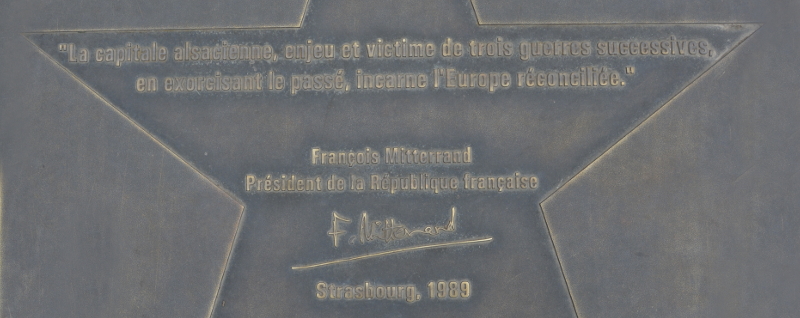 "La capitale alsacienne, enjeu et victime de trois guerres successives,
en exorcisant le passé, incarne l'Europe réconciliée."
François Mitterrand
Président de la République française
F. Mitterrand
Strasbourg, 1989